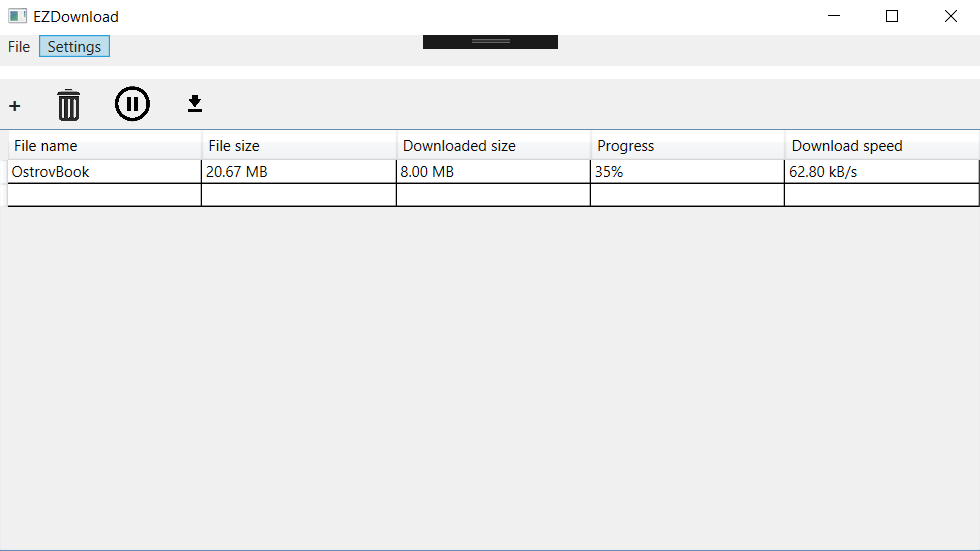 EZDownload
File Settings
+
File name File size Downloaded size Progress Download speed
OstrovBook 20.67 MB 8.00 MB 35% 62.80 kB/s